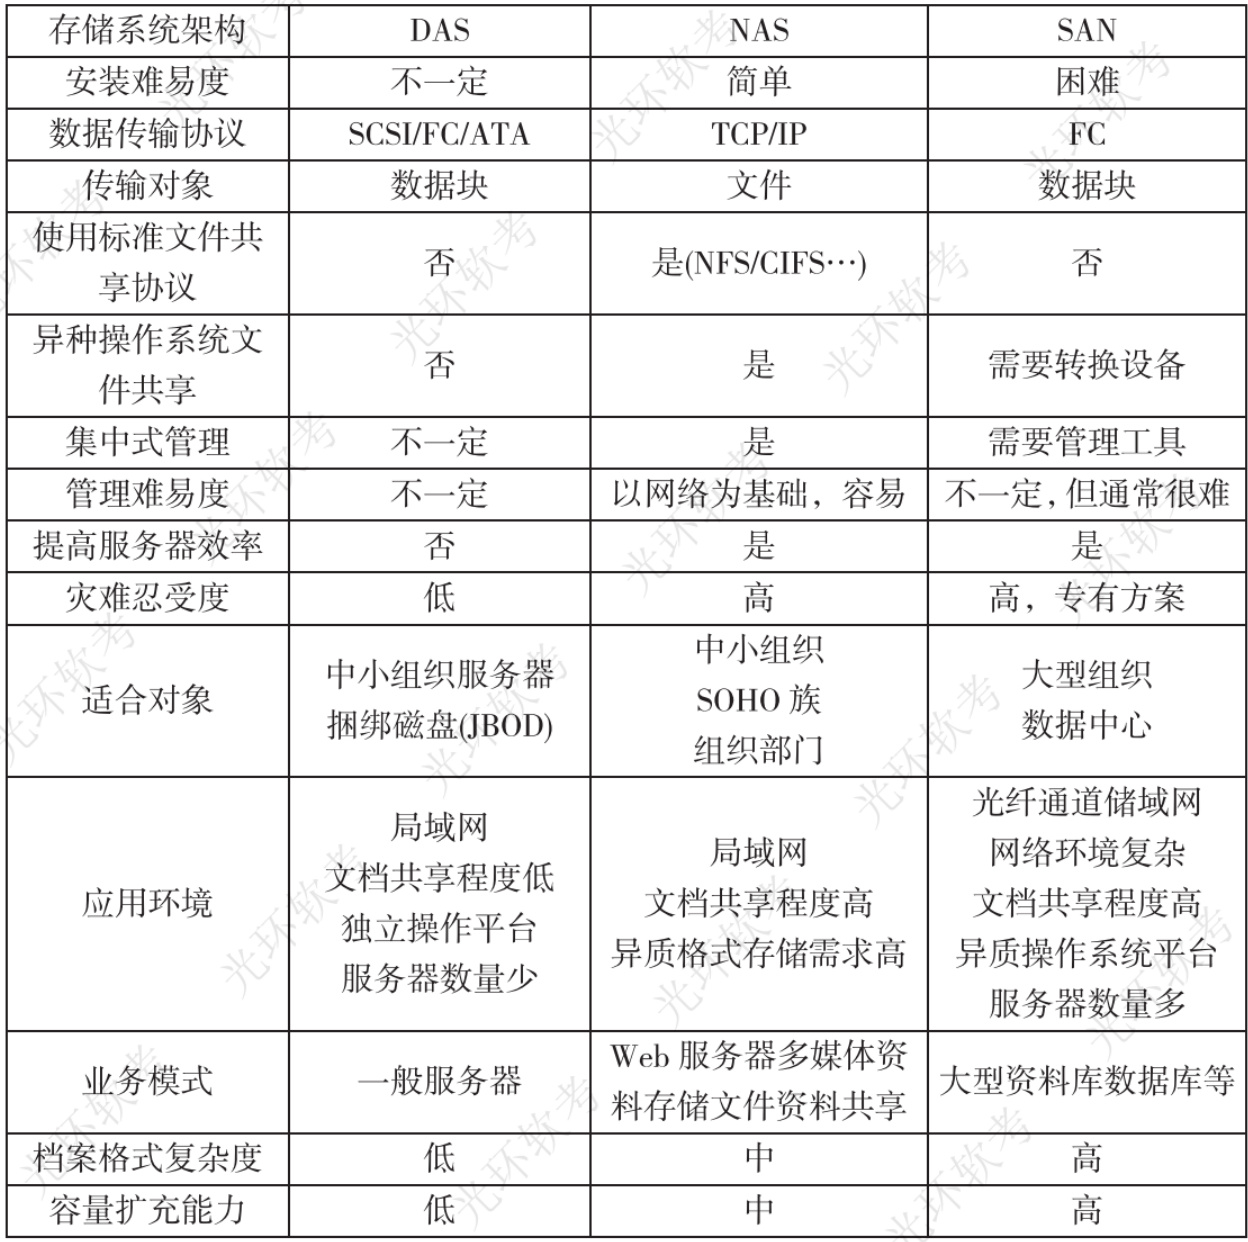 存储系统架构 DAS NAS SAN
安装难易度 不一定 简单 困难
数据传输协议 SCSI/FC/ATA TCP/IP FC
传输对象 数据块 文件 数据块
使用标准文件共
享协议
否 是(NFS/CIFS…) 否
异种操作系统文
件共享
否 是 需要转换设备
集中式管理 不一定 是 需要管理工具
管理难易度 不一定 以网络为基础，容易 不一定，但通常很难
提高服务器效率 否 是 是
灾难忍受度 低 高 高，专有方案
适合对象
中小组织服务器
捆绑磁盘(JBOD)
中小组织
SOHO 族
组织部门
大型组织
数据中心
应用环境
局域网
文档共享程度低
独立操作平台
服务器数量少
局域网
文档共享程度高
异质格式存储需求高
光纤通道储域网
网络环境复杂
文档共享程度高
异质操作系统平台
服务器数量多
业务模式
一般服务器
Web 服务器多媒体资
料存储文件资料共享
大型资料库数据库等
档案格式复杂度 低 中 高
容量扩充能力 低 中 高
光环软考